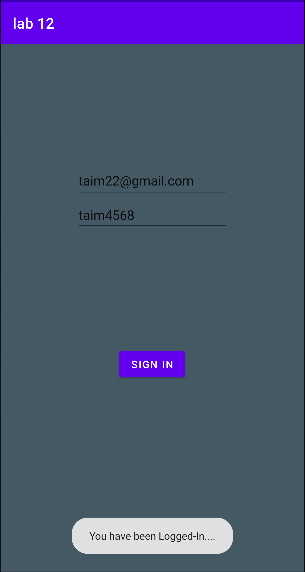 lab 12
taim22@gmail.com
taim4568
SIGN IN
You have been Logged-In....